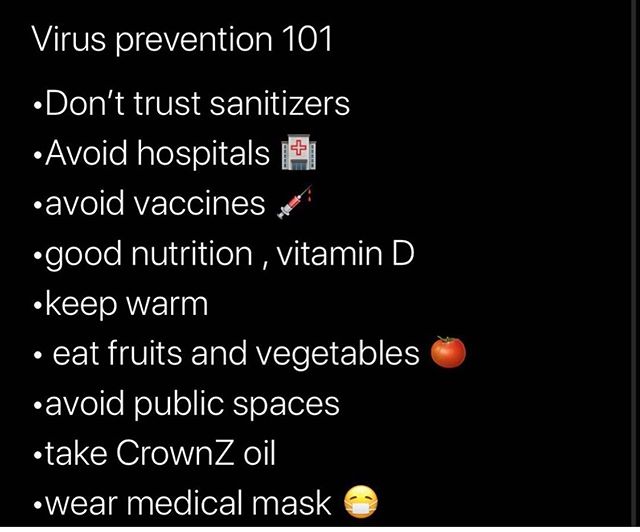 Virus prevention 101
•Don't trust sanitizers
•Avoid hospitals 🏥
•avoid vaccines 💉
•good nutrition , vitamin D
•keep warm
• eat fruits and vegetables 🍅
•avoid public spaces
•take CrownZ oil
•wear medical mask 😷